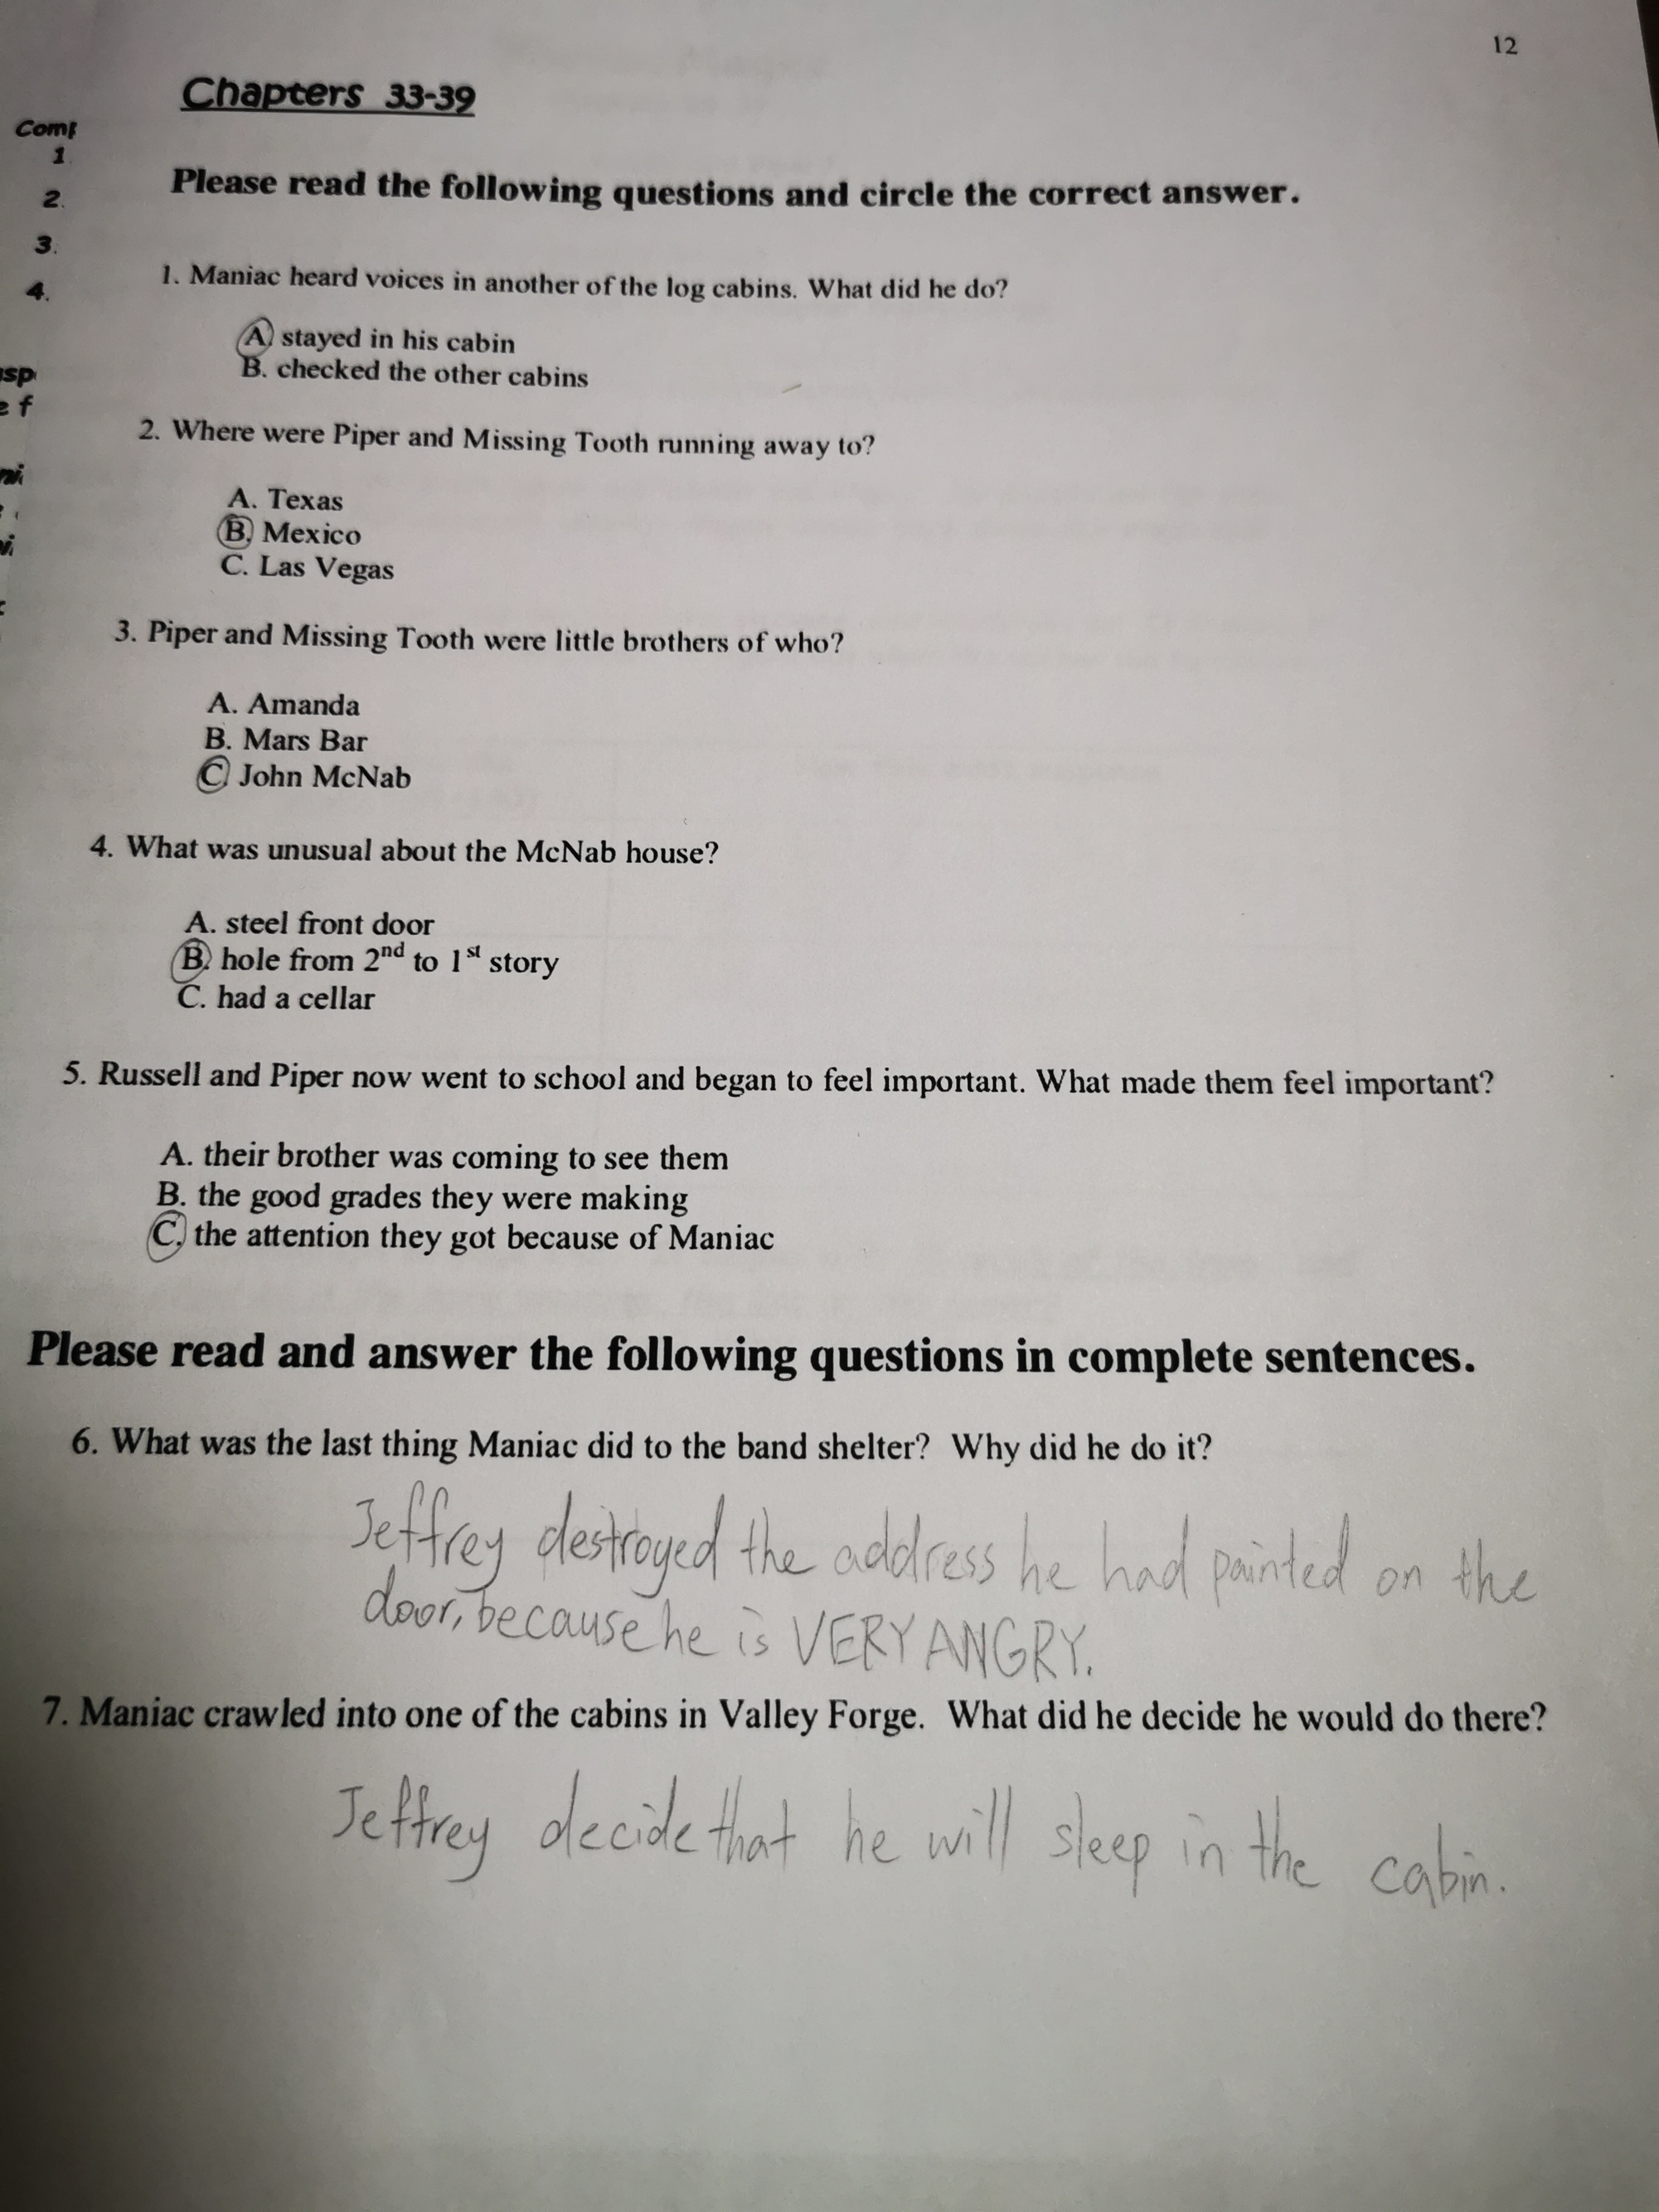 12
Chapters 33-39
1
2.
3.
4.
Please read the following questions and circle the correct answer.
1. Maniac heard voices in another of the log cabins. What did he do?
A. stayed in his cabin
B. checked the other cabins
2. Where were Piper and Missing Tooth running away to?
A. Texas
B. Mexico
C. Las Vegas
3. Piper and Missing Tooth were little brothers of who?
A. Amanda
B. Mars Bar
C. John McNab
4. What was unusual about the McNab house?
A. steel front door
B. hole from 2nd to 1st story
C. had a cellar
5. Russell and Piper now went to school and began to feel important. What made them feel important?
A. their brother was coming to see them
B. the good grades they were making
C. the attention they got because of Maniac
Please read and answer the following questions in complete sentences.
6. What was the last thing Maniac did to the band shelter? Why did he do it?
Jeffrey destroyed the address he had painted on the
door, because he is VERY ANGRY.
7. Maniac crawled into one of the cabins in Valley Forge. What did he decide he would do there?
Jeffrey decide that he will sleep in the cabin.